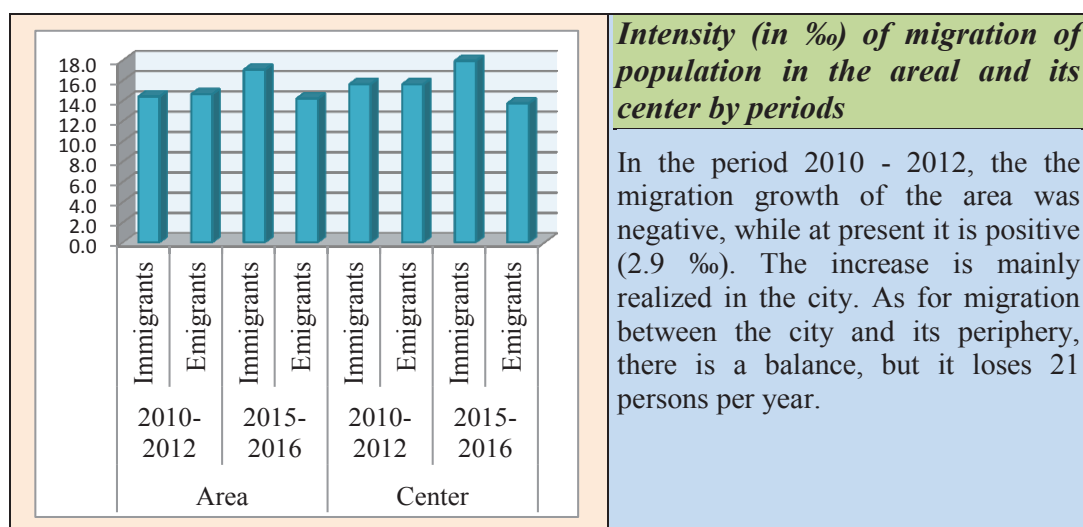 18.0
16.0
14.0
12.0
10.0
8.0
6.0
4.0
2.0
0.0
Immigrants
Emigrants
Immigrants
Emigrants
Immigrants
Emigrants
Immigrants
Emigrants
2010-
2012
2015-
2016
2010-
2012
2015-
2016
Area
Center
Intensity (in ‰) of migration of
population in the areal and its
center by periods
In the period 2010 - 2012, the the
migration growth of the area was
negative, while at present it is positive
(2.9 ‰). The increase is mainly
realized in the city. As for migration
between the city and its periphery,
there is a balance, but it loses 21
persons per year.